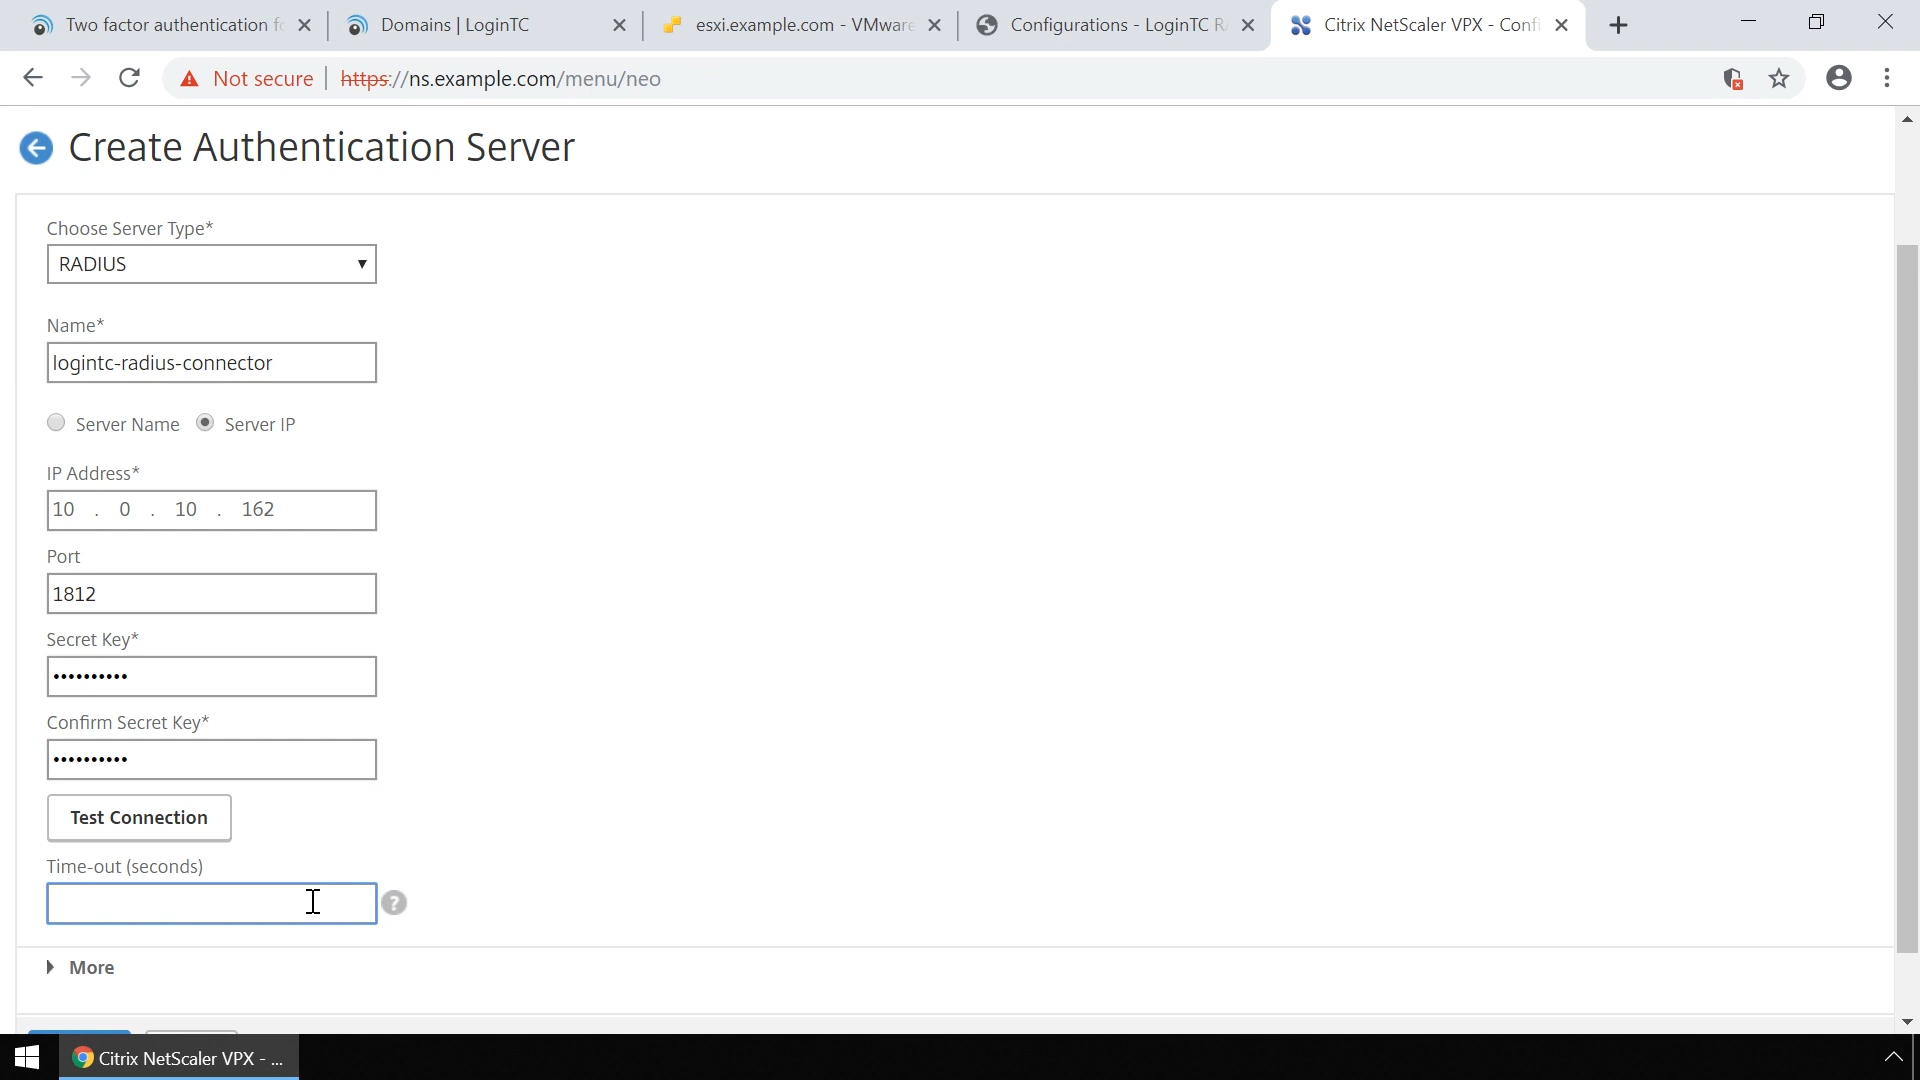 Two factor authentication fo
Domains | LoginTC
esxi.example.com - VMware
Configurations - LoginTC RA
Citrix NetScaler VPX - Confi
Not secure
https://ns.example.com/menu/neo
Create Authentication Server
Choose Server Type*
RADIUS
Name*
logintc-radius-connector
Server Name
Server IP
IP Address*
10 . 0 . 10 . 162
Port
1812
Secret Key*
••••••••••
Confirm Secret Key*
••••••••••
Test Connection
Time-out (seconds)
?
More
Citrix NetScaler VPX - ...